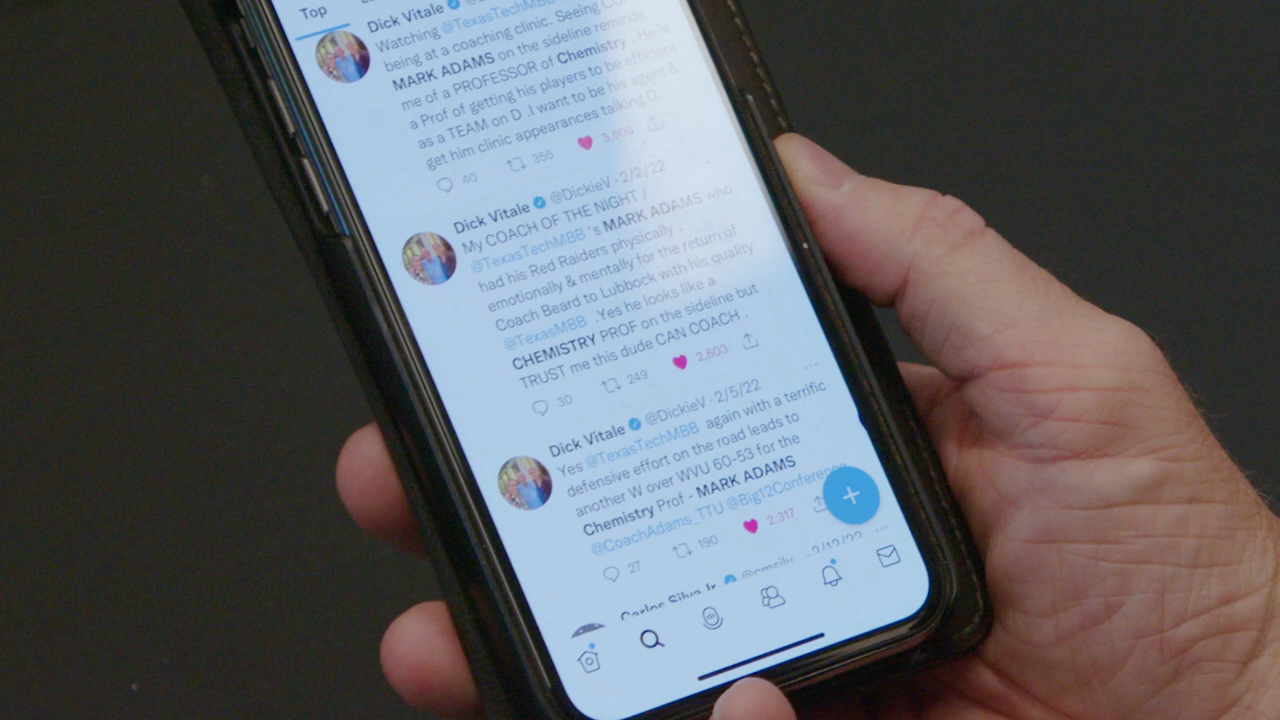 Top
Dick Vitale
Watching @TexasTechMBB
being at a coaching clinic. Seeing
MARK ADAMS on the sideline reminds
me of a PROFESSOR of Chemistry . He is
a Prof of getting his players to be efficient
as a TEAM on D .I want to be his agent &
get him clinic appearances talking D.
40 355 3,509
Dick Vitale @DickieV · 2/2/22
My COACH OF THE NIGHT /
@TexasTechMBB 's MARK ADAMS who
had his Red Raiders physically ,
emotionally & mentally for the return of
Coach Beard to Lubbock with his quality
@TexasMBB .Yes he looks like a
CHEMISTRY PROF on the sideline but
TRUST me this dude CAN COACH .
30 249 2,603
Dick Vitale @DickieV · 2/5/22
Yes @TexasTechMBB again with a terrific
defensive effort on the road leads to
another W over WVU 60-53 for the
Chemistry Prof - MARK ADAMS
@CoachAdams_TTU @Big12Conference
27 190 2,317
Carlos Silva Jr. · 2/12/22